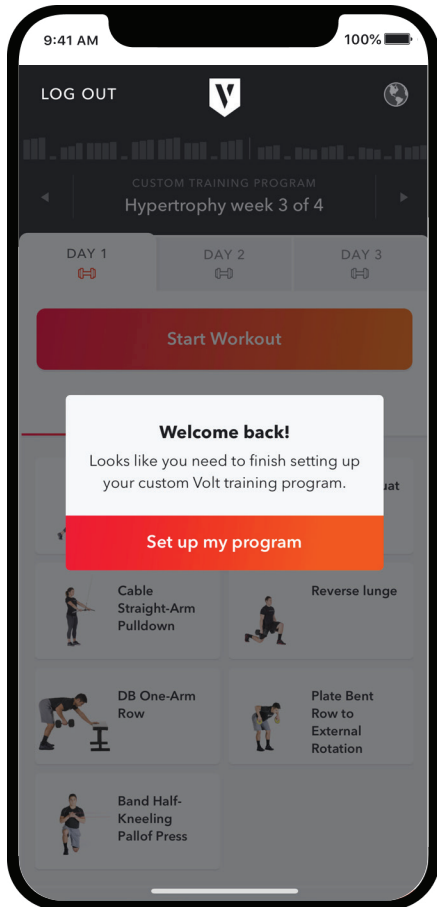 9:41 AM 100%
LOG OUT
CUSTOM TRAINING PROGRAM
Hypertrophy week 3 of 4
DAY 1 DAY 2 DAY 3
Start Workout
Welcome back!
Looks like you need to finish setting up
your custom Volt training program.
Set up my program
Cable
Straight-Arm
Pulldown
Reverse lunge
DB One-Arm
Row
Plate Bent
Row to
External
Rotation
Band Half-
Kneeling
Pallof Press